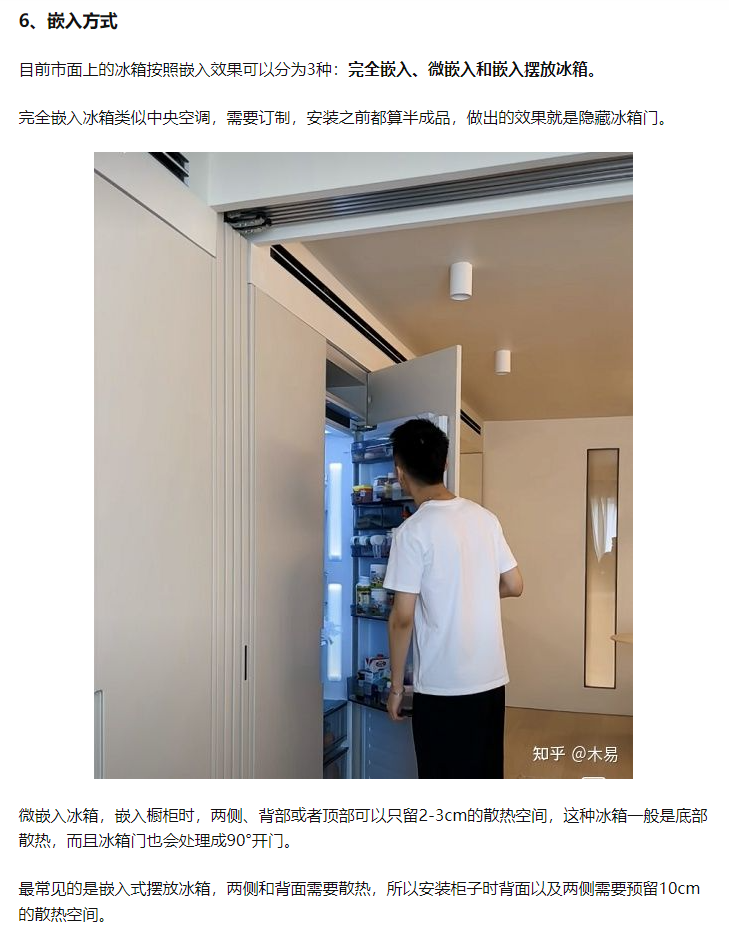 6、嵌入方式
目前市面上的冰箱按照嵌入效果可以分为3种：完全嵌入、微嵌入和嵌入摆放冰箱。
完全嵌入冰箱类似中央空调，需要订制，安装之前都算半成品，做出的效果就是隐藏冰箱门。
知乎 @木易
微嵌入冰箱，嵌入橱柜时，两侧、背部或者顶部可以只留2-3cm的散热空间，这种冰箱一般是底部
散热，而且冰箱门也会处理成90°开门。
最常见的是嵌入式摆放冰箱，两侧和背面需要散热，所以安装柜子时背面以及两侧需要预留10cm
的散热空间。